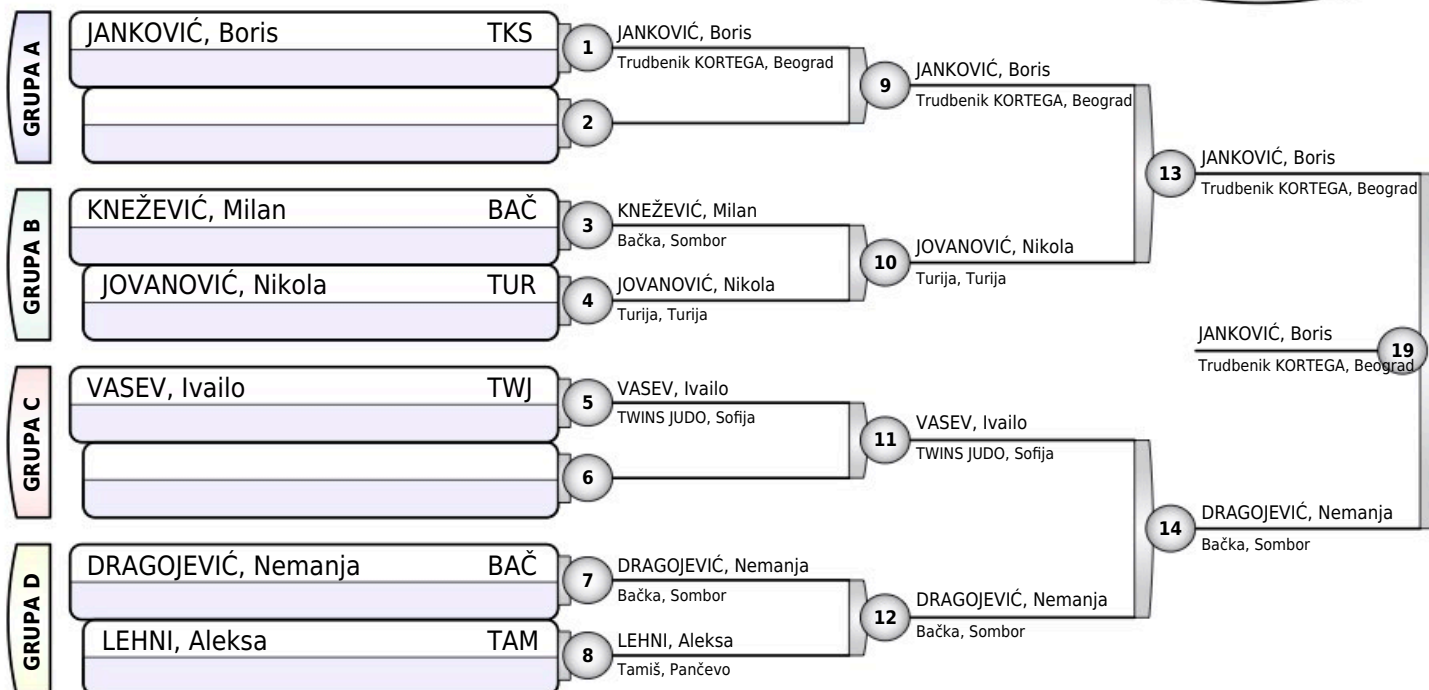 GRUPA A
JANKOVIĆ, Boris TKS
1
2
JANKOVIĆ, Boris
Trudbenik KORTEGA, Beograd
9
JANKOVIĆ, Boris
Trudbenik KORTEGA, Beograd
GRUPA B
KNEŽEVIĆ, Milan BAČ
JOVANOVIĆ, Nikola TUR
3
KNEŽEVIĆ, Milan
Bačka, Sombor
4
JOVANOVIĆ, Nikola
Turija, Turija
10
JOVANOVIĆ, Nikola
Turija, Turija
13
JANKOVIĆ, Boris
Trudbenik KORTEGA, Beograd
GRUPA C
VASEV, Ivailo TWJ
5
VASEV, Ivailo
TWINS JUDO, Sofija
6
11
VASEV, Ivailo
TWINS JUDO, Sofija
GRUPA D
DRAGOJEVIĆ, Nemanja BAČ
LEHNI, Aleksa TAM
7
DRAGOJEVIĆ, Nemanja
Bačka, Sombor
8
LEHNI, Aleksa
Tamiš, Pančevo
12
DRAGOJEVIĆ, Nemanja
Bačka, Sombor
14
DRAGOJEVIĆ, Nemanja
Bačka, Sombor
JANKOVIĆ, Boris
Trudbenik KORTEGA, Beograd
19